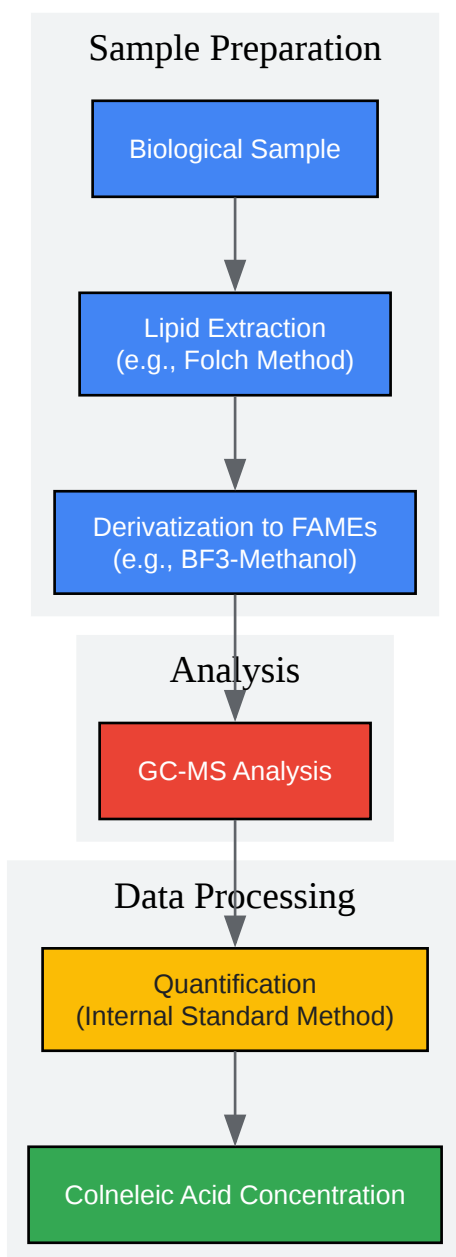 Sample Preparation
Biological Sample
Lipid Extraction
(e.g., Folch Method)
Derivatization to FAMEs
(e.g., BF3-Methanol)
Analysis
GC-MS Analysis
Data Processing
Quantification
(Internal Standard Method)
Colneleic Acid Concentration